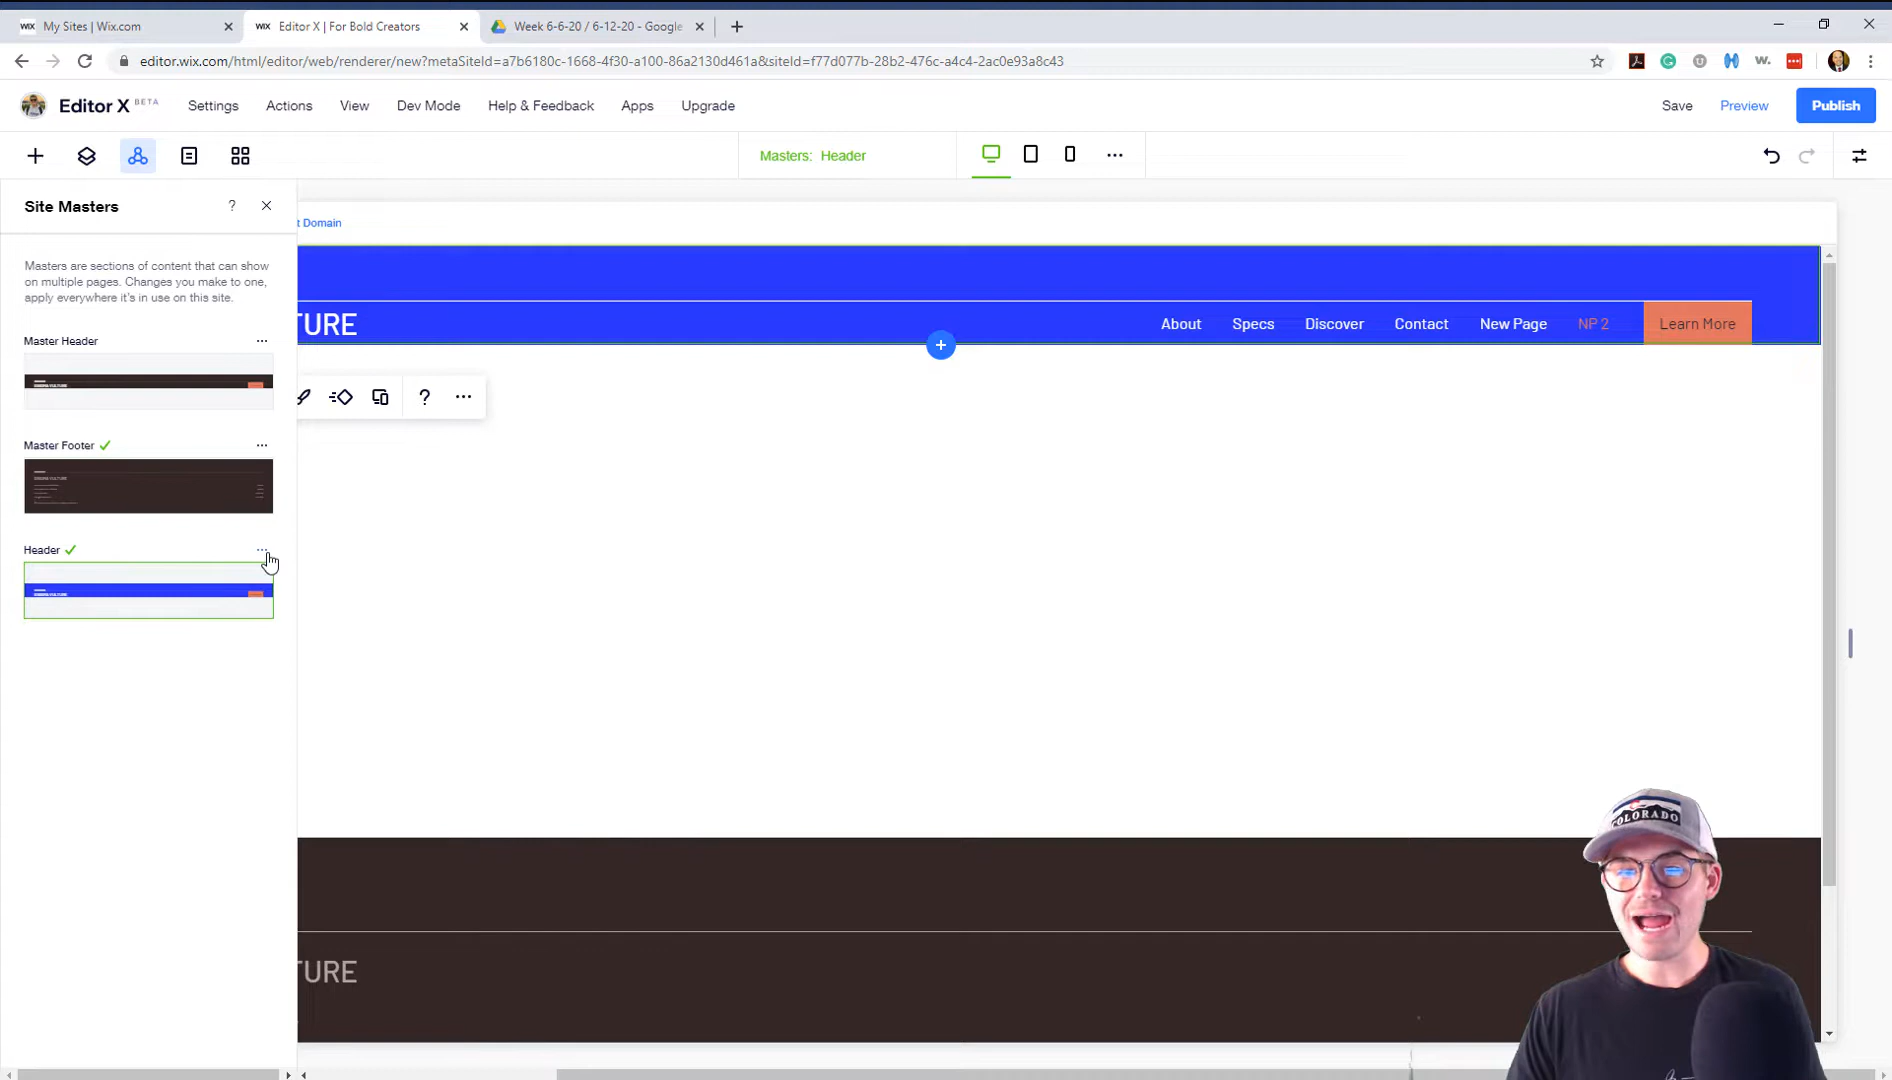 WIX My Sites | Wix.com
WIX Editor X | For Bold Creators
Week 6-6-20 / 6-12-20 - Google
editor.wix.com/html/editor/web/renderer/new?metaSiteId=a7b6180c-1668-4f30-a100-86a2130d461a&siteId=f77d077b-28b2-476c-a4c4-2ac0e93a8c43
Editor X BETA Settings Actions View Dev Mode Help & Feedback Apps Upgrade Save Preview Publish
Masters: Header
Site Masters ?
t Domain
Masters are sections of content that can show
on multiple pages. Changes you make to one,
apply everywhere it's in use on this site.
TURE About Specs Discover Contact New Page NP 2 Learn More
Master Header
?
Master Footer
Header
TURE
COLORADO